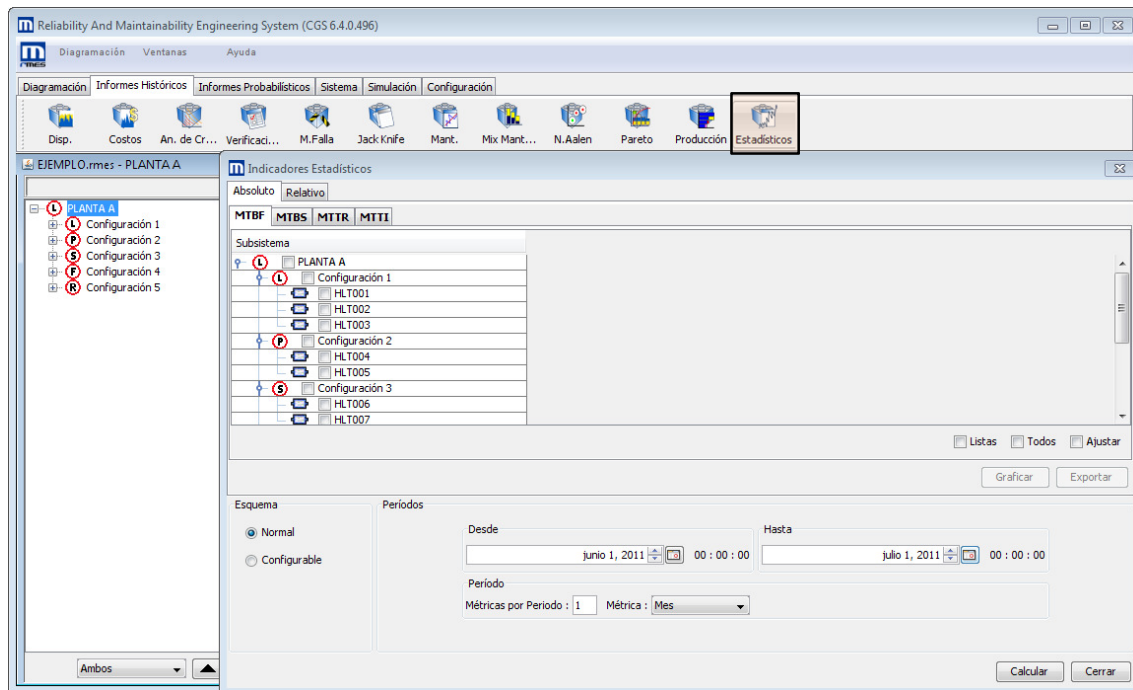 Reliability And Maintainability Engineering System (CGS 6.4.0.496)
rmes Diagramación Ventanas Ayuda
Diagramación Informes Históricos Informes Probabilísticos Sistema Simulación Configuración
Disp. Costos An. de Cr... Verificaci... M.Falla Jack Knife Mant. Mix Mant... N.Aalen Pareto Producción Estadísticos
EJEMPLO.rmes - PLANTA A
L PLANTA A
L Configuración 1
P Configuración 2
S Configuración 3
F Configuración 4
R Configuración 5
Ambos
Indicadores Estadísticos
Absoluto Relativo
MTBF MTBS MTTR MTTI
Subsistema
L PLANTA A
L Configuración 1
HLT001
HLT002
HLT003
P Configuración 2
HLT004
HLT005
S Configuración 3
HLT006
HLT007
Listas Todos Ajustar
Graficar Exportar
Esquema
Normal
Configurable
Períodos
Desde
junio 1, 2011 00 : 00 : 00
Hasta
julio 1, 2011 00 : 00 : 00
Período
Métricas por Periodo : 1 Métrica : Mes
Calcular Cerrar